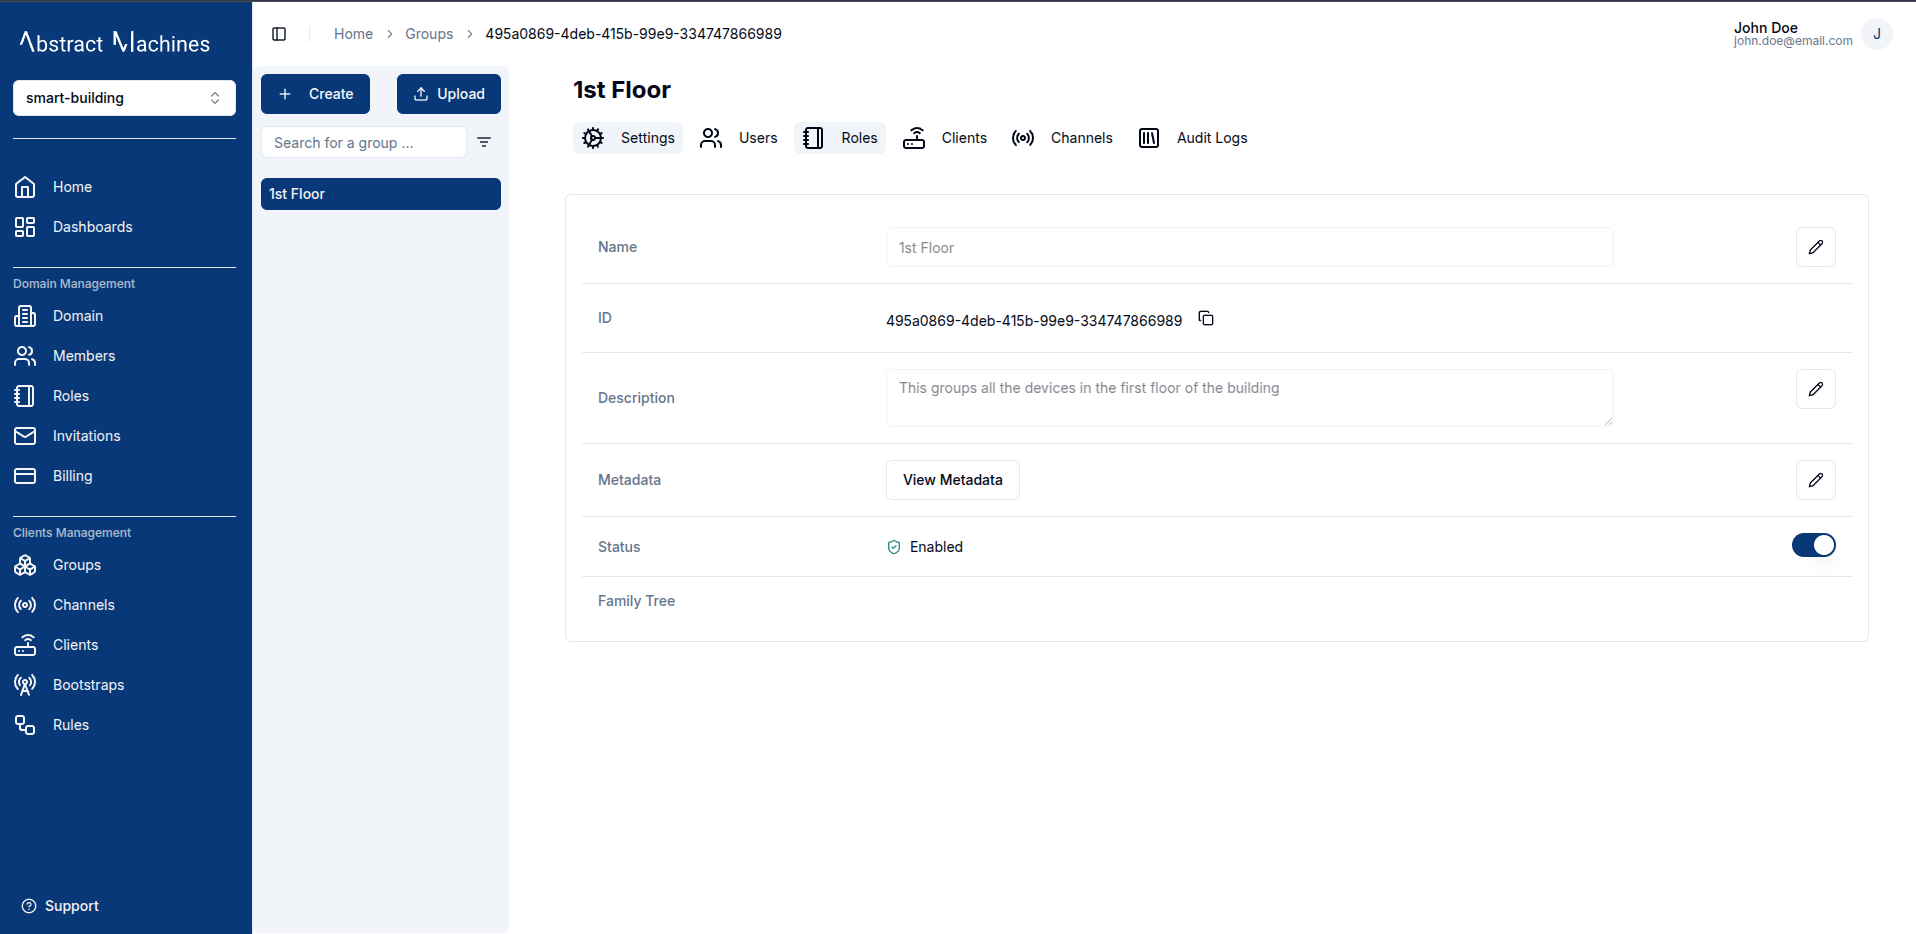 Abstract Machines
smart-building
Home
Dashboards
Domain Management
Domain
Members
Roles
Invitations
Billing
Clients Management
Groups
Channels
Clients
Bootstraps
Rules
Support
Home > Groups > 495a0869-4deb-415b-99e9-334747866989
John Doe
john.doe@email.com
J
+ Create
Upload
Search for a group ...
1st Floor
1st Floor
Settings Users Roles Clients Channels Audit Logs
Name 1st Floor
ID 495a0869-4deb-415b-99e9-334747866989
Description This groups all the devices in the first floor of the building
Metadata View Metadata
Status Enabled
Family Tree